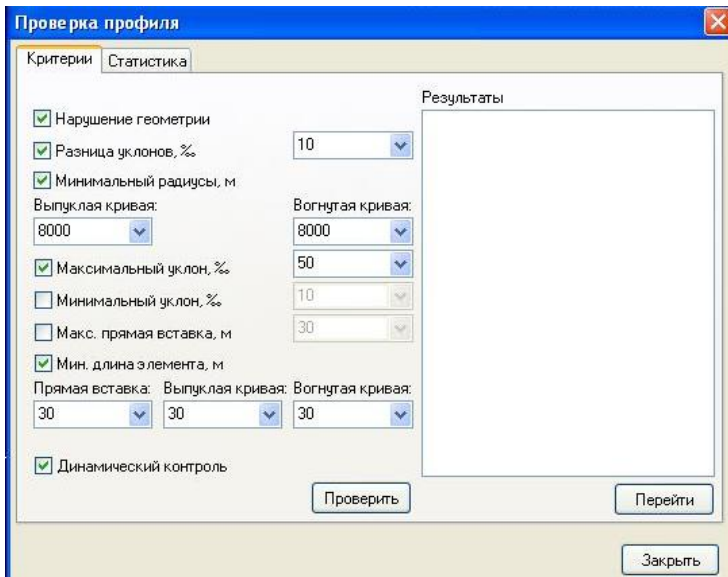 Проверка профиля
Критерии Статистика
Результаты
Нарушение геометрии
Разница уклонов, ‰ 10
Минимальный радиусы, м
Выпуклая кривая: Вогнутая кривая:
8000 8000
Максимальный уклон, ‰ 50
Минимальный уклон, ‰ 10
Макс. прямая вставка, м 30
Мин. длина элемента, м
Прямая вставка: Выпуклая кривая: Вогнутая кривая:
30 30 30
Динамический контроль
Проверить Перейти
Закрыть